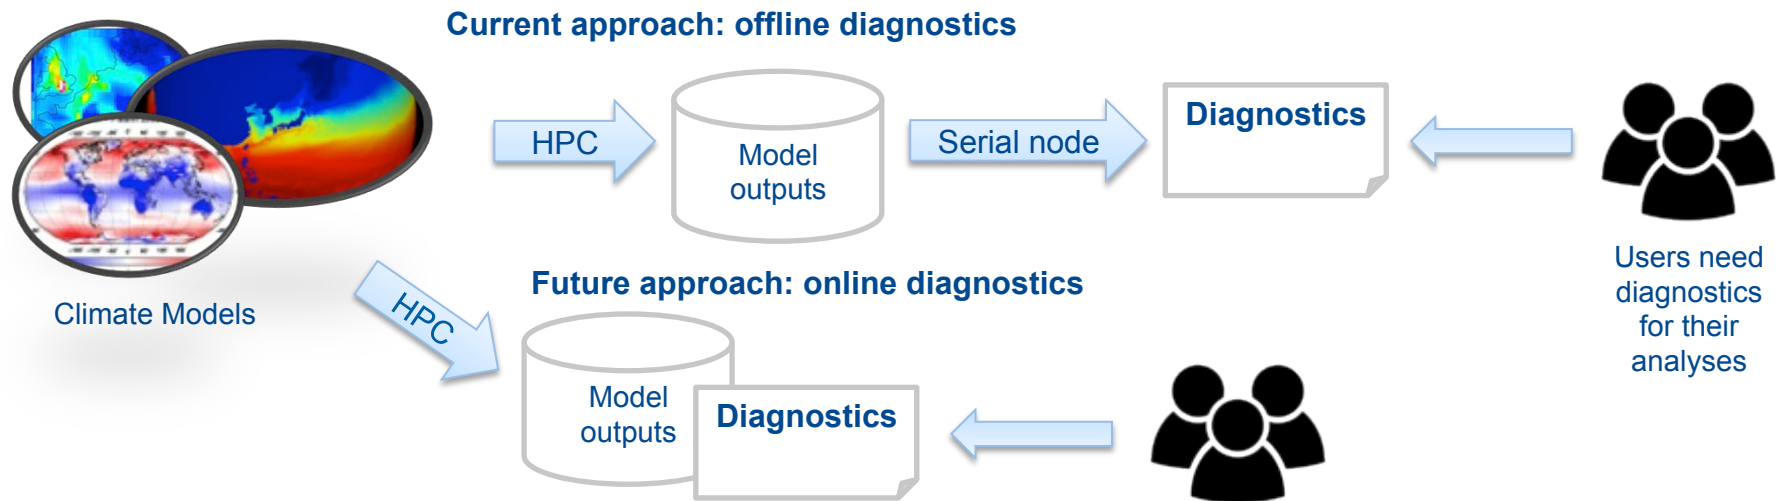 Current approach: offline diagnostics
HPC
Model
outputs
Serial node
Diagnostics
Users need
diagnostics
for their
analyses
Climate Models
Future approach: online diagnostics
HPC
Model
outputs
Diagnostics